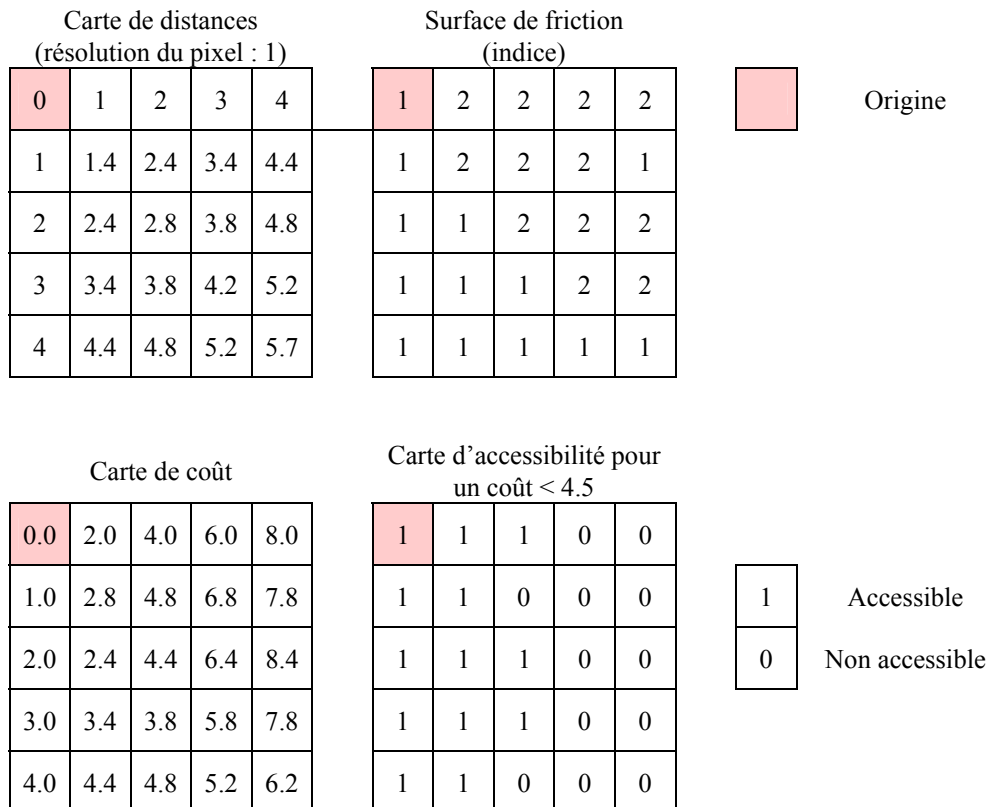 Carte de distances
(résolution du pixel : 1)
Surface de friction
(indice)
0 1 2 3 4
1 2 2 2 2
Origine
1 1.4 2.4 3.4 4.4
1 2 2 2 1
2 2.4 2.8 3.8 4.8
1 1 2 2 2
3 3.4 3.8 4.2 5.2
1 1 1 2 2
4 4.4 4.8 5.2 5.7
1 1 1 1 1
Carte de coût
Carte d’accessibilité pour
un coût < 4.5
0.0 2.0 4.0 6.0 8.0
1 1 1 0 0
1.0 2.8 4.8 6.8 7.8
1 1 0 0 0
1 Accessible
2.0 2.4 4.4 6.4 8.4
1 1 1 0 0
0 Non accessible
3.0 3.4 3.8 5.8 7.8
1 1 1 0 0
4.0 4.4 4.8 5.2 6.2
1 1 0 0 0